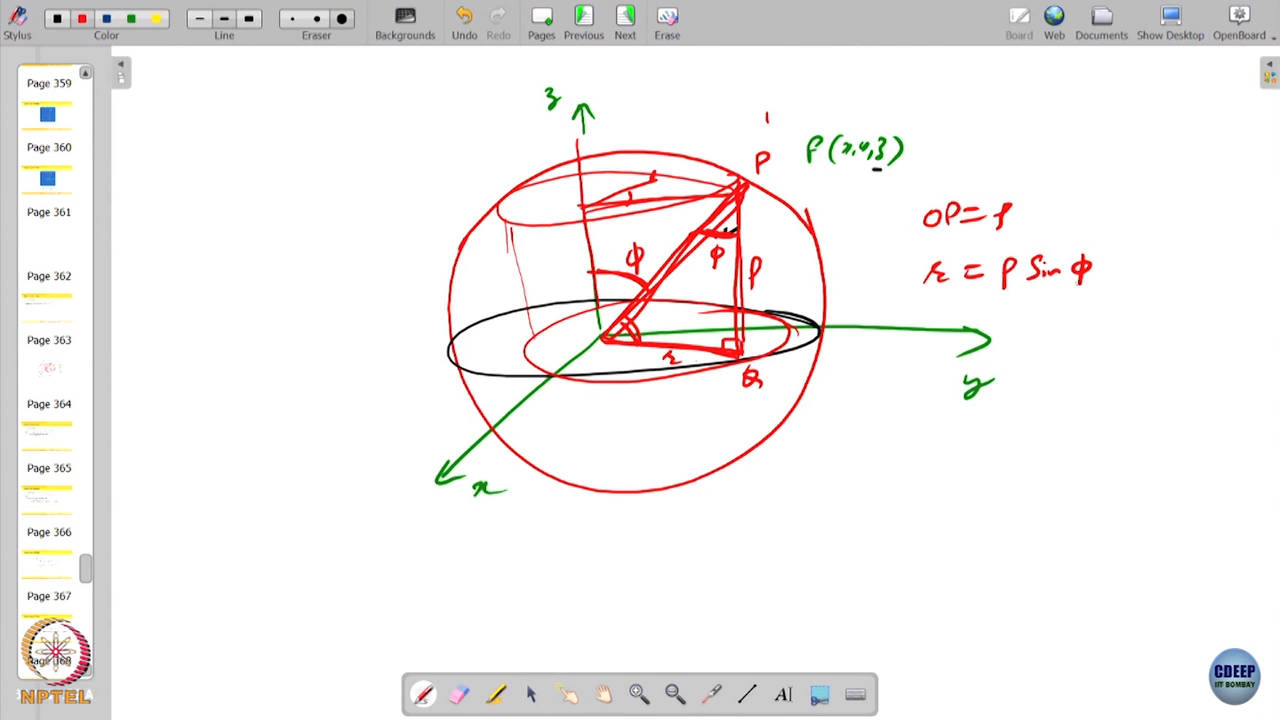 Stylus
Color
Line
Eraser
Backgrounds
Undo
Redo
Pages
Previous
Next
Erase
Board
Web
Documents
Show Desktop
OpenBoard
Page 359
Page 360
Page 361
Page 362
Page 363
Page 364
Page 365
Page 366
Page 367
Page 368
z
P
P(x,y,z)
OP = ρ
φ
φ
ρ
r = ρ Sin φ
r
Q
y
x
NPTEL
CDEEP
IIT BOMBAY